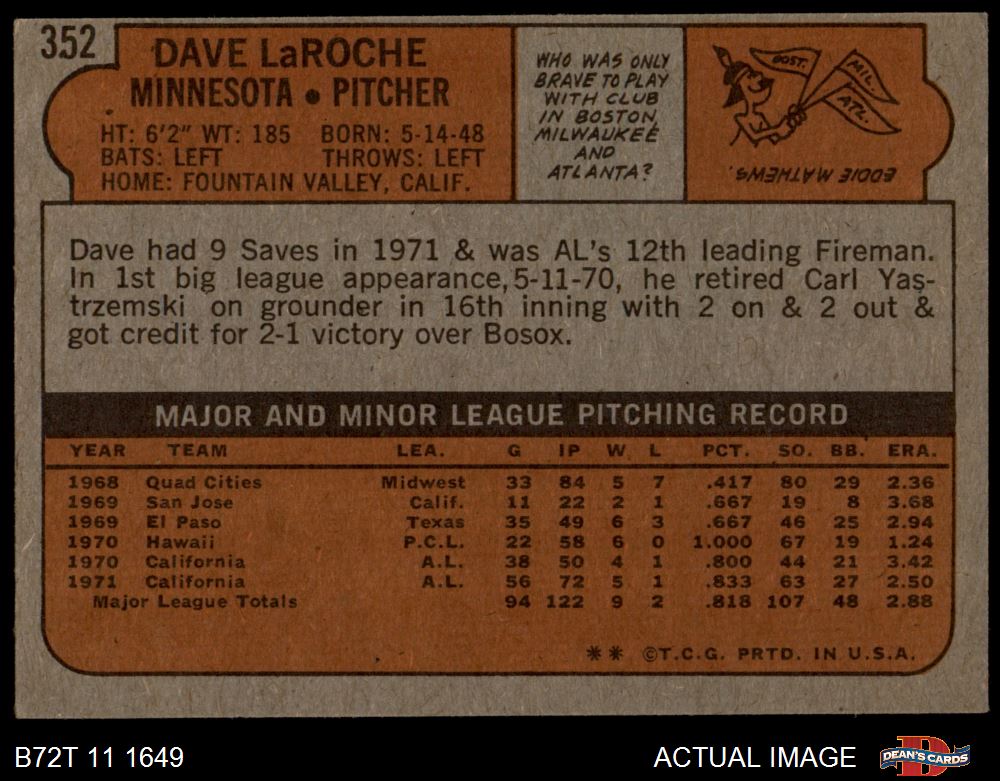 352
DAVE LaROCHE
MINNESOTA • PITCHER
HT: 6'2" WT: 185 BORN: 5-14-48
BATS: LEFT THROWS: LEFT
HOME: FOUNTAIN VALLEY, CALIF.
WHO WAS ONLY
BRAVE TO PLAY
WITH CLUB
IN BOSTON,
MILWAUKEE
AND
ATLANTA?
BOST.
MIL.
ATL.
EDDIE MATHEWS.
Dave had 9 Saves in 1971 & was AL's 12th leading Fireman.
In 1st big league appearance, 5-11-70, he retired Carl Yas-
trzemski on grounder in 16th inning with 2 on & 2 out &
got credit for 2-1 victory over Bosox.
MAJOR AND MINOR LEAGUE PITCHING RECORD
YEAR TEAM LEA. G IP W L PCT. SO. BB. ERA.
1968 Quad Cities Midwest 33 84 5 7 .417 80 29 2.36
1969 San Jose Calif. 11 22 2 1 .667 19 8 3.68
1969 El Paso Texas 35 49 6 3 .667 46 25 2.94
1970 Hawaii P.C.L. 22 58 6 0 1.000 67 19 1.24
1970 California A.L. 38 50 4 1 .800 44 21 3.42
1971 California A.L. 56 72 5 1 .833 63 27 2.50
Major League Totals 94 122 9 2 .818 107 48 2.88
** ©T.C.G. PRTD. IN U.S.A.
B72T 11 1649
ACTUAL IMAGE
DEAN'S CARDS